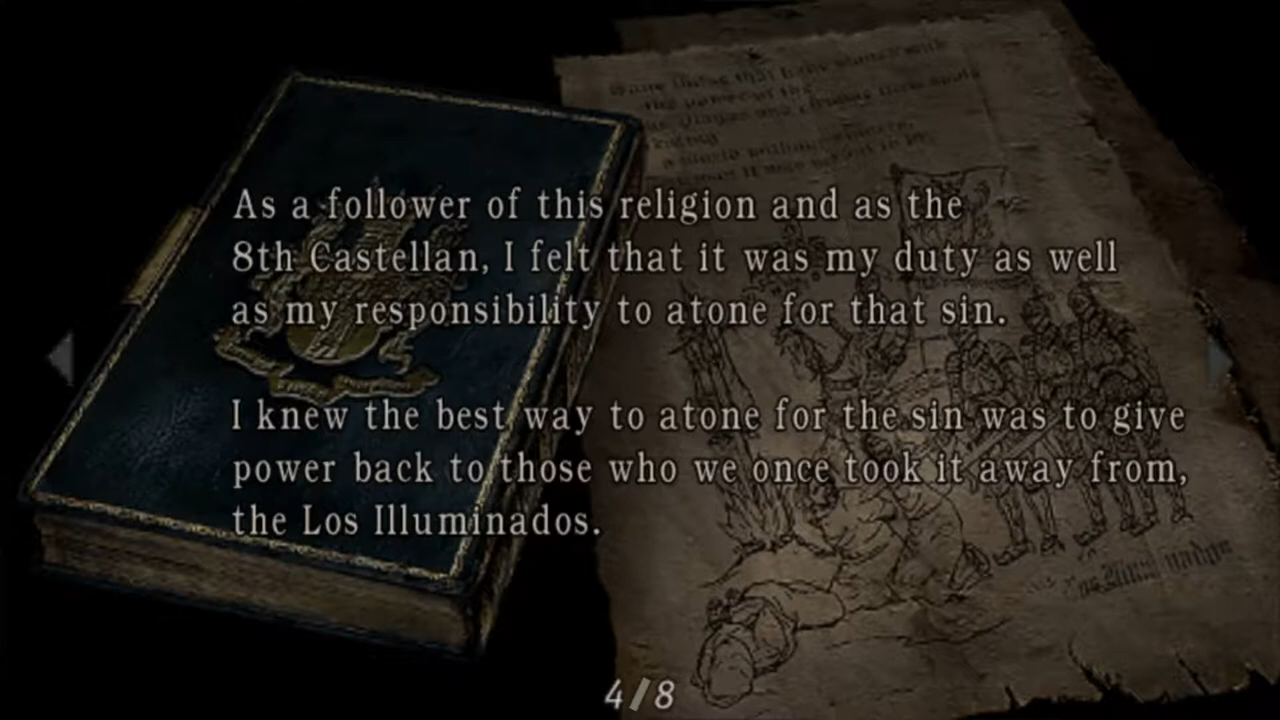 As a follower of this religion and as the
8th Castellan, I felt that it was my duty as well
as my responsibility to atone for that sin.
I knew the best way to atone for the sin was to give
power back to those who we once took it away from,
the Los Illuminados.
4/8